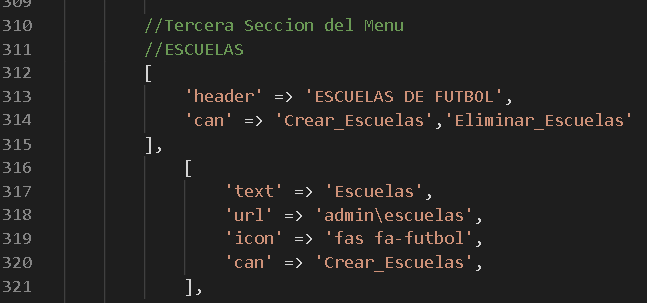 309
310 //Tercera Seccion del Menu
311 //ESCUELAS
312 [
313 'header' => 'ESCUELAS DE FUTBOL',
314 'can' => 'Crear_Escuelas','Eliminar_Escuelas'
315 ],
316 [
317 'text' => 'Escuelas',
318 'url' => 'admin\escuelas',
319 'icon' => 'fas fa-futbol',
320 'can' => 'Crear_Escuelas',
321 ],